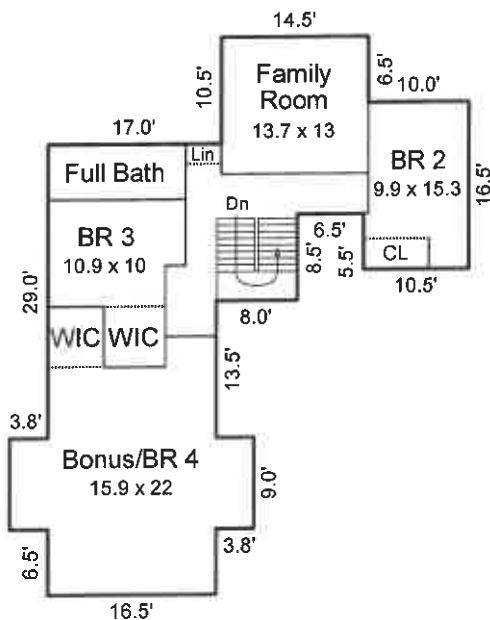 14.5'
10.5'
Family
Room
13.7 x 13
6.5'
10.0'
17.0'
Lin
Full Bath
BR 2
9.9 x 15.3
16.5'
Dn
BR 3
10.9 x 10
6.5'
8.5'
5.5'
CL
10.5'
29.0'
8.0'
WIC
WIC
13.5'
3.8'
Bonus/BR 4
15.9 x 22
9.0'
3.8'
6.5'
16.5'